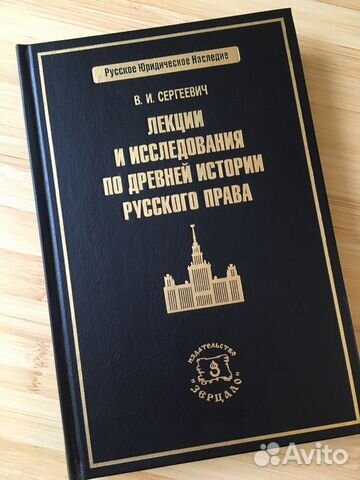 Русское Юридическое Наследие
В. И. СЕРГЕЕВИЧ
ЛЕКЦИИ
И ИССЛЕДОВАНИЯ
ПО ДРЕВНЕЙ ИСТОРИИ
РУССКОГО ПРАВА
ИЗДАТЕЛЬСТВО
"ЗЕРЦАЛО"
Avito